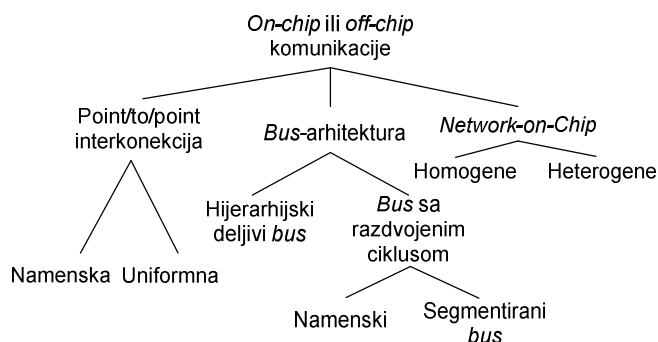 On-chip ili off-chip
komunikacije
Point/to/point
interkonekcija
Bus-arhitektura
Network-on-Chip
Homogene
Heterogene
Hijerarhijski
deljivi bus
Bus sa
razdvojenim
ciklusom
Namenska
Uniformna
Namenski
Segmentirani
bus